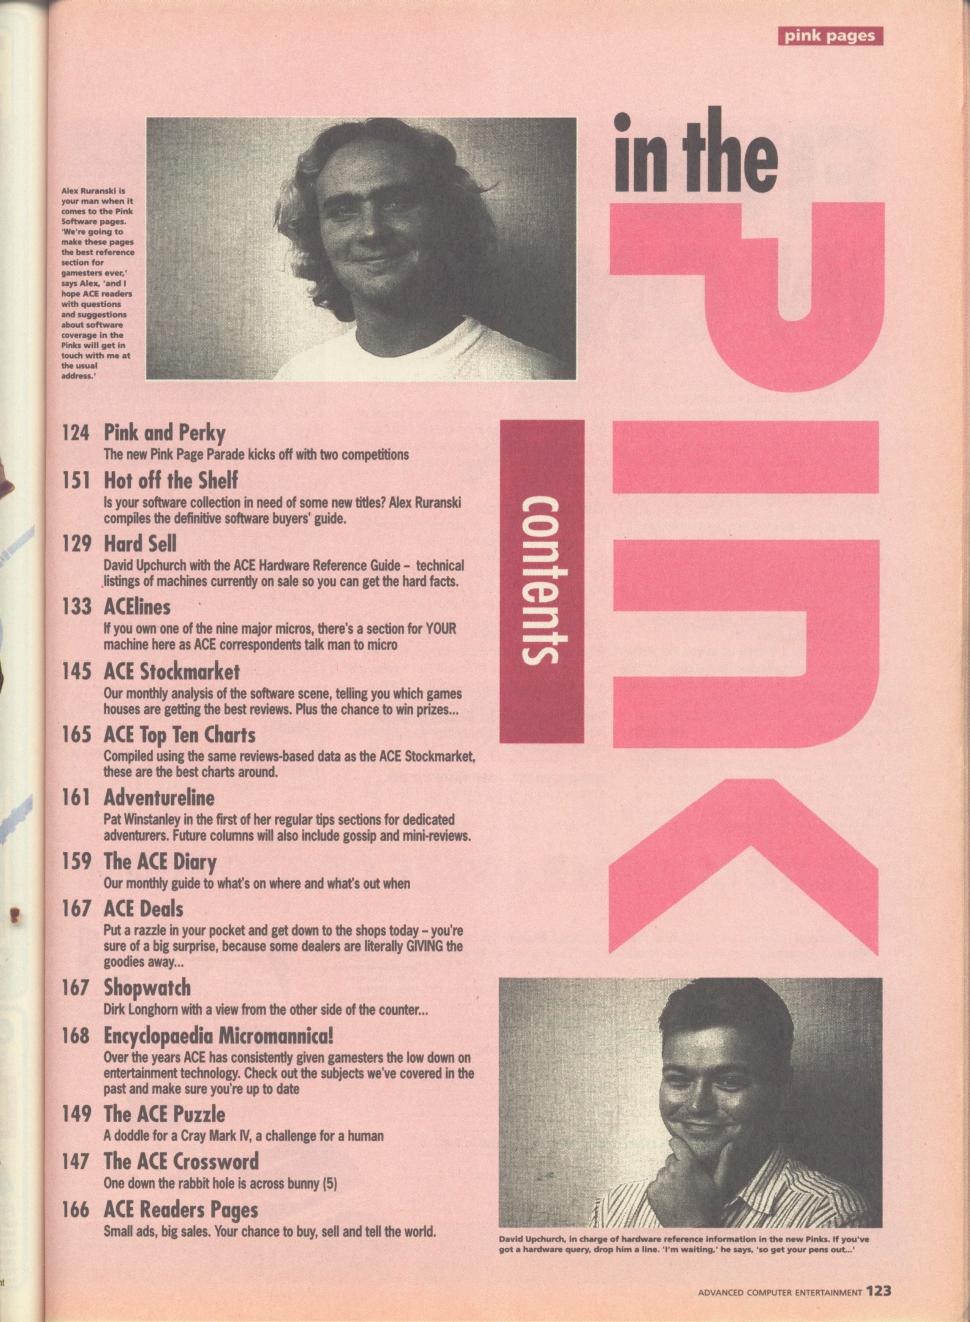 pink pages
in the
PINK
contents
Alex Ruranski is
your man when it
comes to the Pink
Software pages.
'We're going to
make these pages
the best reference
section for
gamesters ever,'
says Alex, 'and I
hope ACE readers
with questions
and suggestions
about software
coverage in the
Pinks will get in
touch with me at
the usual
address.'
124 Pink and Perky
The new Pink Page Parade kicks off with two competitions
151 Hot off the Shelf
Is your software collection in need of some new titles? Alex Ruranski
compiles the definitive software buyers' guide.
129 Hard Sell
David Upchurch with the ACE Hardware Reference Guide – technical
listings of machines currently on sale so you can get the hard facts.
133 ACElines
If you own one of the nine major micros, there's a section for YOUR
machine here as ACE correspondents talk man to micro
145 ACE Stockmarket
Our monthly analysis of the software scene, telling you which games
houses are getting the best reviews. Plus the chance to win prizes...
165 ACE Top Ten Charts
Compiled using the same reviews-based data as the ACE Stockmarket,
these are the best charts around.
161 Adventureline
Pat Winstanley in the first of her regular tips sections for dedicated
adventurers. Future columns will also include gossip and mini-reviews.
159 The ACE Diary
Our monthly guide to what's on where and what's out when
167 ACE Deals
Put a razzle in your pocket and get down to the shops today – you're
sure of a big surprise, because some dealers are literally GIVING the
goodies away...
167 Shopwatch
Dirk Longhorn with a view from the other side of the counter...
168 Encyclopaedia Micromannica!
Over the years ACE has consistently given gamesters the low down on
entertainment technology. Check out the subjects we've covered in the
past and make sure you're up to date
149 The ACE Puzzle
A doddle for a Cray Mark IV, a challenge for a human
147 The ACE Crossword
One down the rabbit hole is across bunny (5)
166 ACE Readers Pages
Small ads, big sales. Your chance to buy, sell and tell the world.
David Upchurch, in charge of hardware reference information in the new Pinks. If you've
got a hardware query, drop him a line. 'I'm waiting,' he says, 'so get your pens out...'
ADVANCED COMPUTER ENTERTAINMENT 123